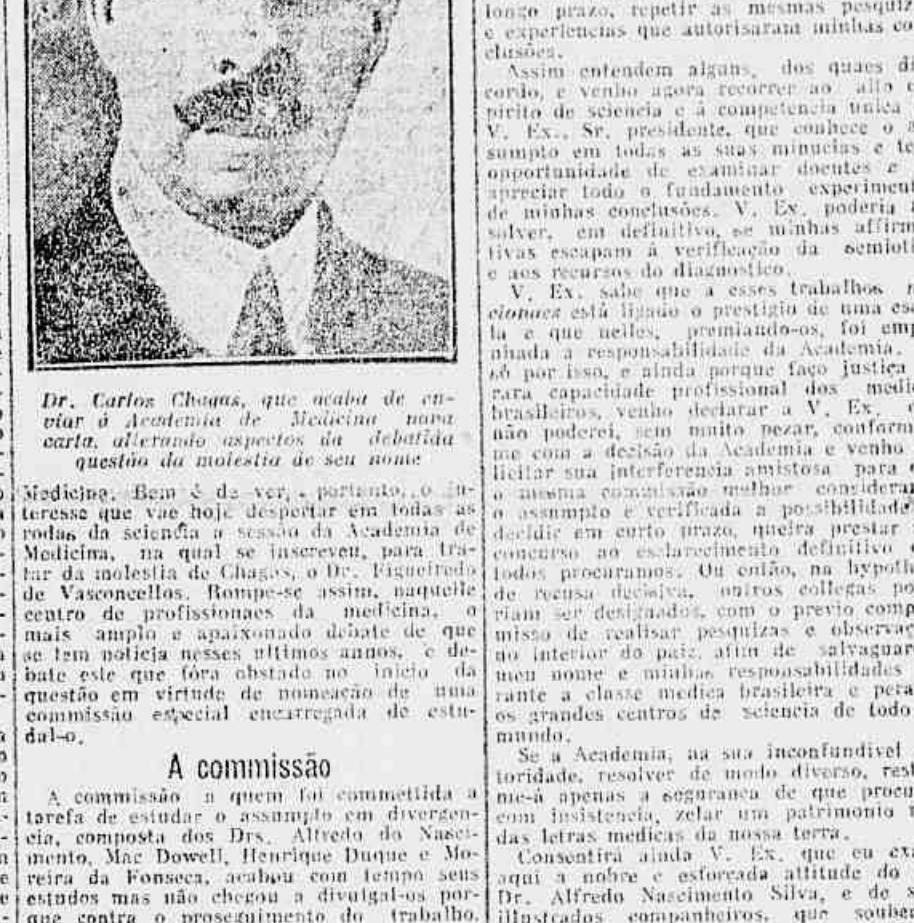 Dr. Carlos Chagas, que acaba de en-
viar á Academia de Medicina nova
carta, alterando aspectos da debatida
questão da molestia de seu nome
Medicina. Bem é de ver, portanto, o in-
teresse que vae hoje despertar em todas as
rodas da sciencia a sessão da Academia de
Medicina, na qual se inscreveu, para tra-
tar da molestia de Chagas, o Dr. Figueiredo
de Vasconcellos. Rompe-se assim, naquelle
centro de profissionaes da medicina, o
mais amplo e apaixonado debate de que
se tem noticia nesses ultimos annos, e de-
bate este que fôra obstado no inicio da
questão em virtude de nomeação de uma
commissão especial encarregada de estu-
dal-o.
A commissão
A commissão a quem foi commettida a
tarefa de estudar o assumpto em divergen-
cia, composta dos Drs. Alfredo do Nasci-
mento, Mac Dowell, Henrique Duque e Mo-
reira da Fonseca, acabou com tempo seus
estudos mas não chegou a divulgal-os por-
que contra o proseguimento do trabalho,
longo prazo, repetir as mesmas pesquiz
e experiencias que autorisaram minhas co
clusões.
Assim entendem alguns, dos quaes di
cordo, e venho agora recorrer ao alto
pirito de sciencia e á competencia unica
V. Ex., Sr. presidente, que conhece o
sumpto em todas as suas minucias e te
opportunidade de examinar doentes e
apreciar todo o fundamento experimen
de minhas conclusões. V. Ex. poderia
solver, em definitivo, se minhas affirm
tivas escapam á verificação da semioti
e aos recursos do diagnostico.
V. Ex. sabe que a esses trabalhos
cionaes está ligado o prestigio de uma es
la e que nelles, premiando-os, foi emp
nhada a responsabilidade da Academia.
só por isso, e ainda porque faço justiça
rara capacidade profissional dos medi
brasileiros, venho declarar a V. Ex.
não poderei, sem muito pezar, conform
me com a decisão da Academia e venho
licitar sua interferencia amistosa para
a mesma commissão melhor considerar
o assumpto e verificada a possibilidade
decidir em curto prazo, queira prestar
concurso ao esclarecimento definitivo
todos procuramos. Ou então, na hypoth
de recusa decisiva, outros collegas po
riam ser designados, com o previo comp
misso de realisar pesquizas e observaç
no interior do paiz, afim de salvaguar
meu nome e minhas responsabilidades
rante a classe medica brasileira e pera
os grandes centros de sciencia de todo
mundo.
Se a Academia, na sua inconfundivel
toridade, resolver de modo diverso, rest
me-á apenas a segurança de que procu
com insistencia, zelar um patrimonio
das letras medicas da nossa terra.
Consentirá ainda V. Ex. que eu exa
aqui a nobre e esforcada attitude do
Dr. Alfredo Nascimento Silva, e de s
illustrados companheiros, que souber